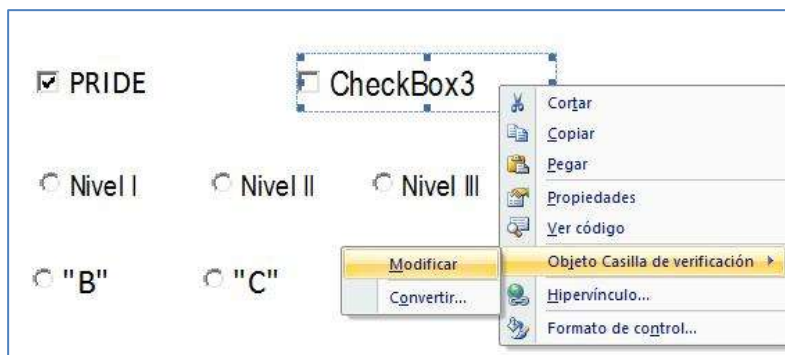 PRIDE
CheckBox3
Nivel I
Nivel II
Nivel III
"B"
"C"
Cortar
Copiar
Pegar
Propiedades
Ver código
Objeto Casilla de verificación
Hipervínculo...
Formato de control...
Modificar
Convertir...